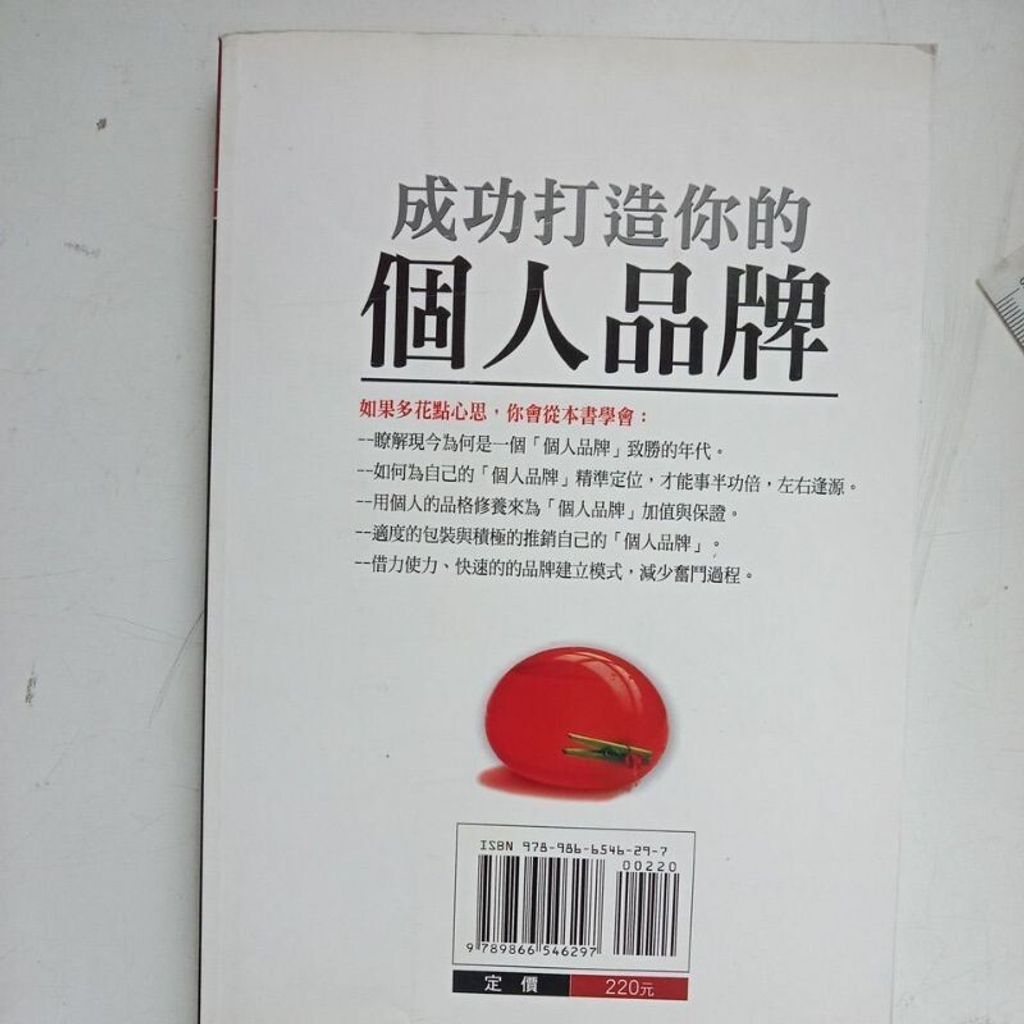 成功打造你的
個人品牌
如果多花點心思，你會從本書學會：
--瞭解現今為何是一個「個人品牌」致勝的年代。
--如何為自己的「個人品牌」精準定位，才能事半功倍，左右逢源。
--用個人的品格修養來為「個人品牌」加值與保證。
--適度的包裝與積極的推銷自己的「個人品牌」。
--借力使力、快速的的品牌建立模式，減少奮鬥過程。
ISBN 978-986-6546-29-7
00220
9 789866 546297
定 價 220元